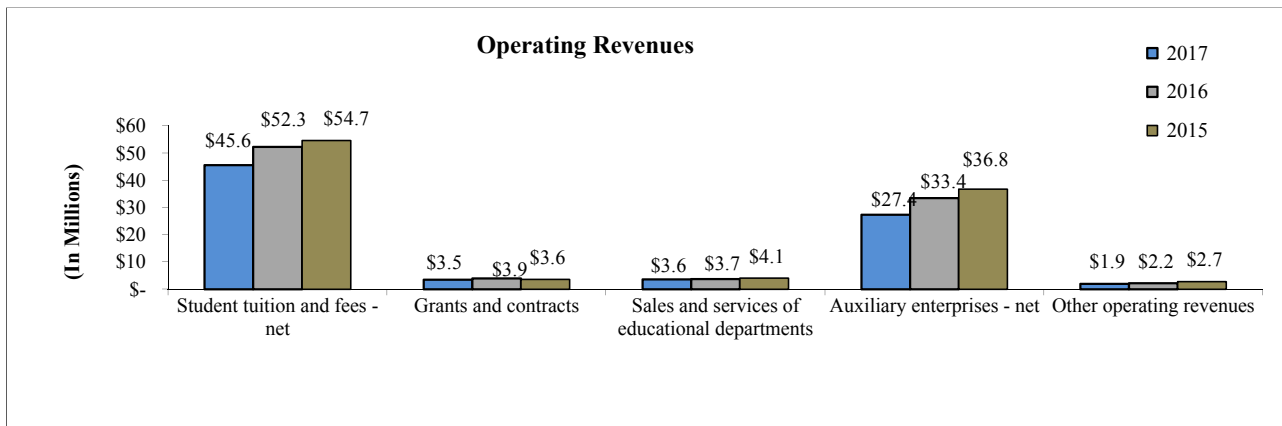 Operating Revenues
2017
2016
2015
(In Millions)
$60
$50
$40
$30
$20
$10
$-
$45.6
$52.3
$54.7
$3.5
$3.9
$3.6
$3.6
$3.7
$4.1
$27.4
$33.4
$36.8
$1.9
$2.2
$2.7
Student tuition and fees -
net
Grants and contracts
Sales and services of
educational departments
Auxiliary enterprises - net
Other operating revenues